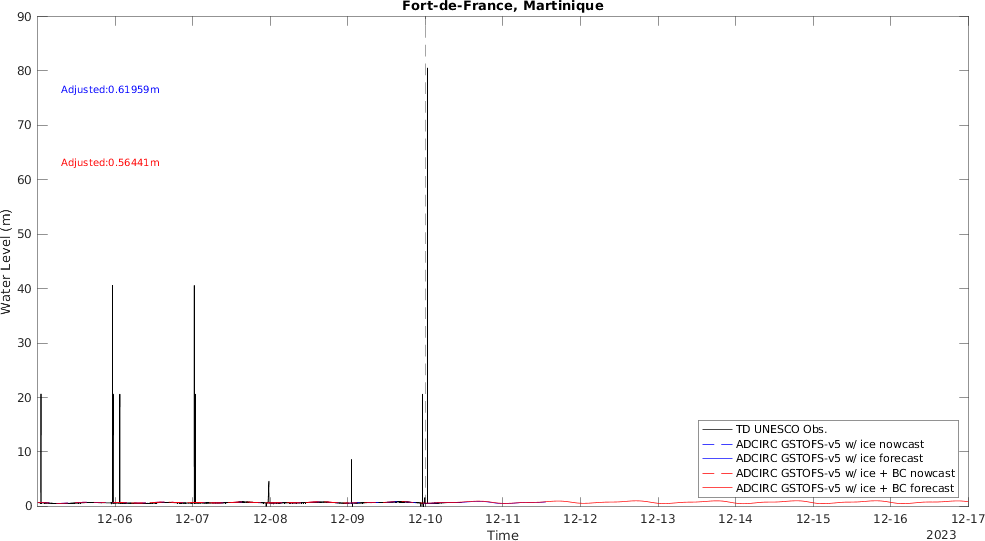 Fort-de-France, Martinique
90
80
70
60
50
40
30
20
10
0
Water Level (m)
Adjusted:0.61959m
Adjusted:0.56441m
TD UNESCO Obs.
ADCIRC GSTOFS-v5 w/ ice nowcast
ADCIRC GSTOFS-v5 w/ ice forecast
ADCIRC GSTOFS-v5 w/ ice + BC nowcast
ADCIRC GSTOFS-v5 w/ ice + BC forecast
12-06 12-07 12-08 12-09 12-10 12-11 12-12 12-13 12-14 12-15 12-16 12-17
Time
2023